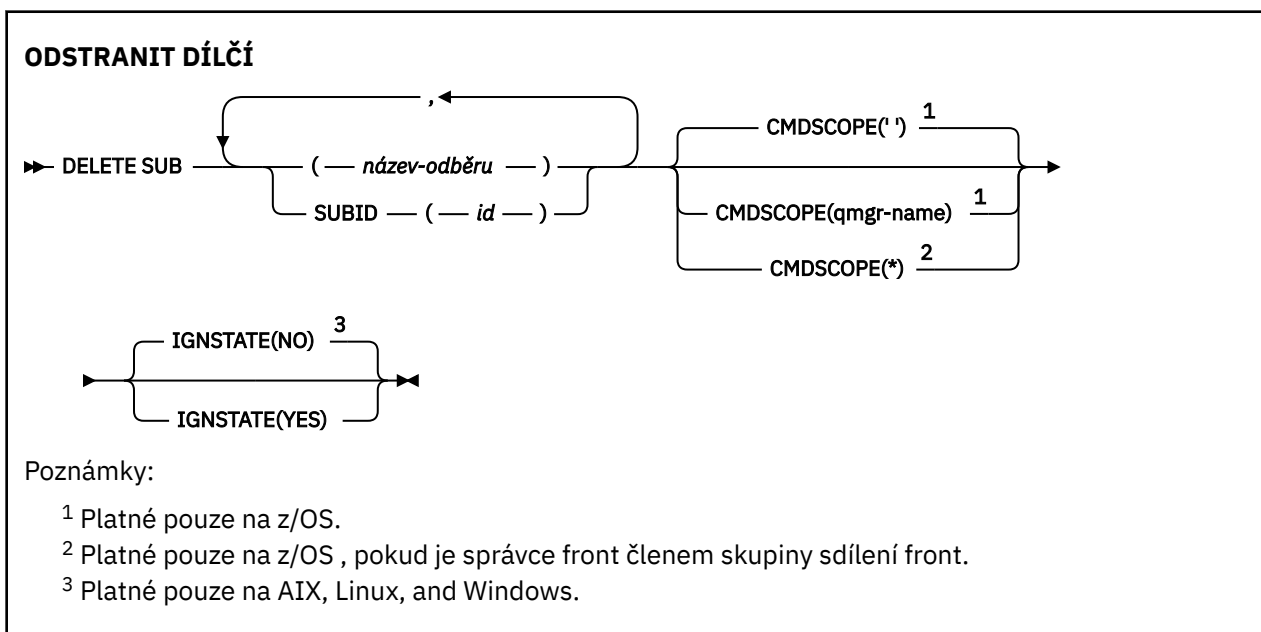 ODSTRANIT DÍLČÍ
,
DELETE SUB ( název-odběru )
SUBID ( id )
CMDSCOPE(' ') 1
CMDSCOPE(qmgr-name) 1
CMDSCOPE(*) 2
IGNSTATE(NO) 3
IGNSTATE(YES)
Poznámky:
1 Platné pouze na z/OS.
2 Platné pouze na z/OS , pokud je správce front členem skupiny sdílení front.
3 Platné pouze na AIX, Linux, and Windows.